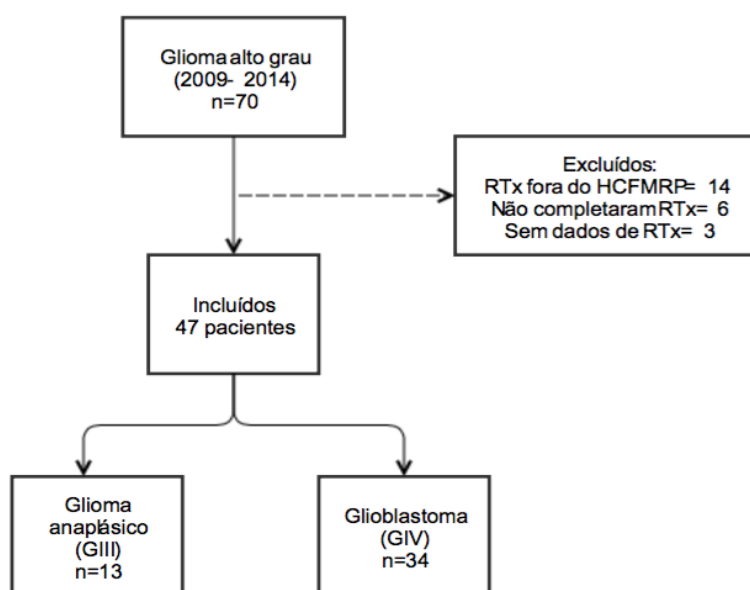 Glioma alto grau
(2009- 2014)
n=70
Excluídos:
RTx fora do HCFMRP= 14
Não completaram RTx= 6
Sem dados de RTx= 3
Incluídos
47 pacientes
Glioma
anaplásico
(GIII)
n=13
Glioblastoma
(GIV)
n=34